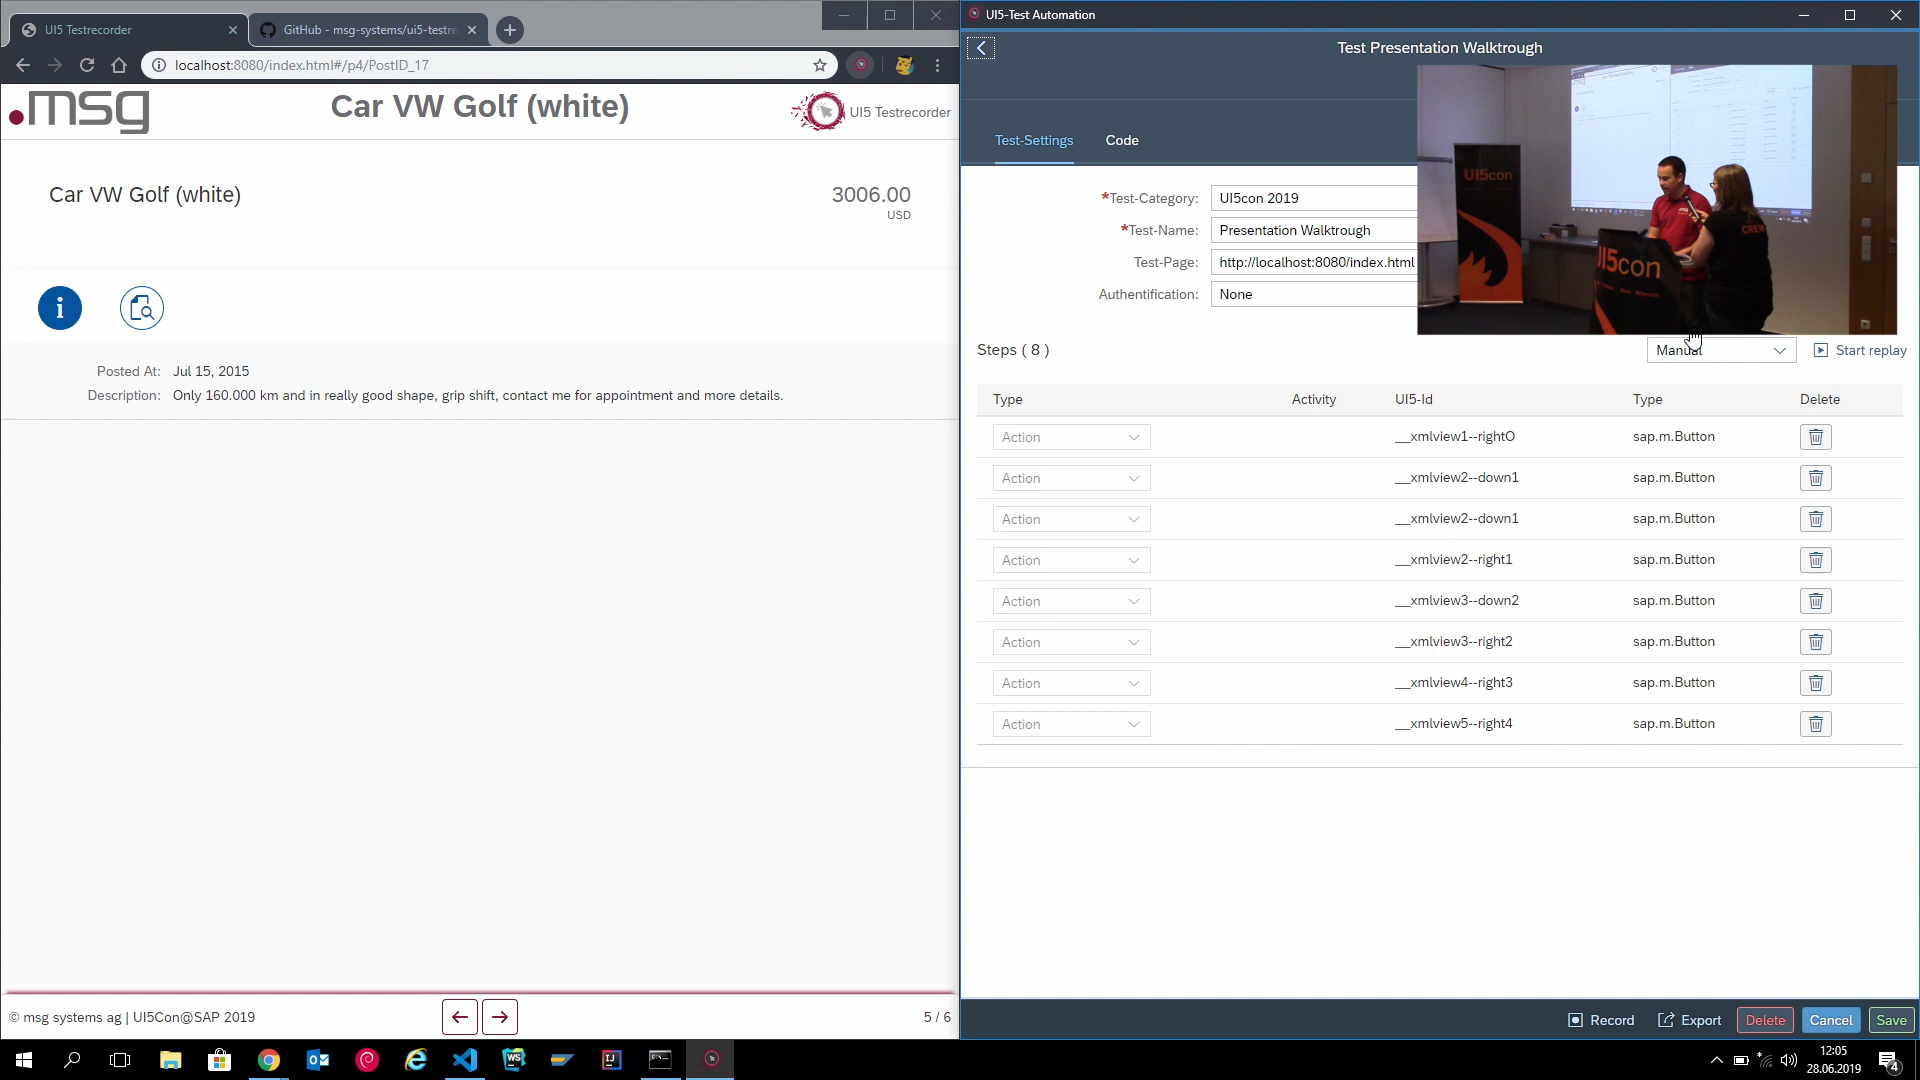 UI5 Testrecorder
GitHub - msg-systems/ui5-testre
localhost:8080/index.html#/p4/PostID_17
.msg
Car VW Golf (white)
UI5 Testrecorder
Car VW Golf (white)
3006.00
USD
i
Posted At: Jul 15, 2015
Description: Only 160.000 km and in really good shape, grip shift, contact me for appointment and more details.
© msg systems ag | UI5Con@SAP 2019
5 / 6
UI5-Test Automation
Test Presentation Walktrough
Test-Settings
Code
*Test-Category: UI5con 2019
*Test-Name: Presentation Walktrough
Test-Page: http://localhost:8080/index.html
Authentification: None
UI5con
CREW
UI5con
Steps ( 8 )
Manual
Start replay
Type Activity UI5-Id Type Delete
Action __xmlview1--rightO sap.m.Button
Action __xmlview2--down1 sap.m.Button
Action __xmlview2--down1 sap.m.Button
Action __xmlview2--right1 sap.m.Button
Action __xmlview3--down2 sap.m.Button
Action __xmlview3--right2 sap.m.Button
Action __xmlview4--right3 sap.m.Button
Action __xmlview5--right4 sap.m.Button
Record
Export
Delete
Cancel
Save
WS
IJ
12:05
28.06.2019
4